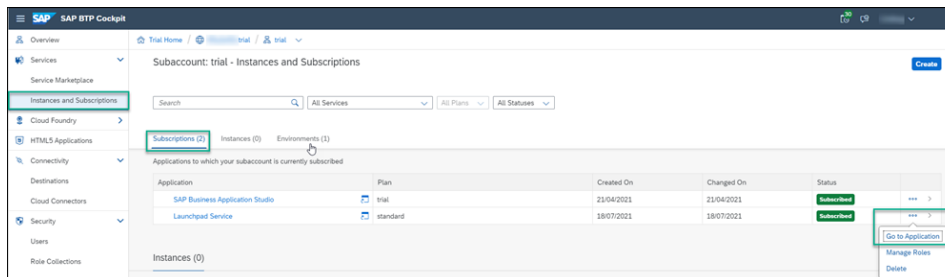 SAP SAP BTP Cockpit
30
Overview
Trial Home / trial / trial
Services
Subaccount: trial - Instances and Subscriptions
Create
Service Marketplace
Instances and Subscriptions
Search All Services All Plans All Statuses
Cloud Foundry
HTML5 Applications
Subscriptions (2) Instances (0) Environments (1)
Connectivity
Applications to which your subaccount is currently subscribed
Destinations
Application Plan Created On Changed On Status
Cloud Connectors
SAP Business Application Studio trial 21/04/2021 21/04/2021 Subscribed
Security
Launchpad Service standard 18/07/2021 18/07/2021 Subscribed
Users
Go to Application
Role Collections
Instances (0)
Manage Roles
Delete